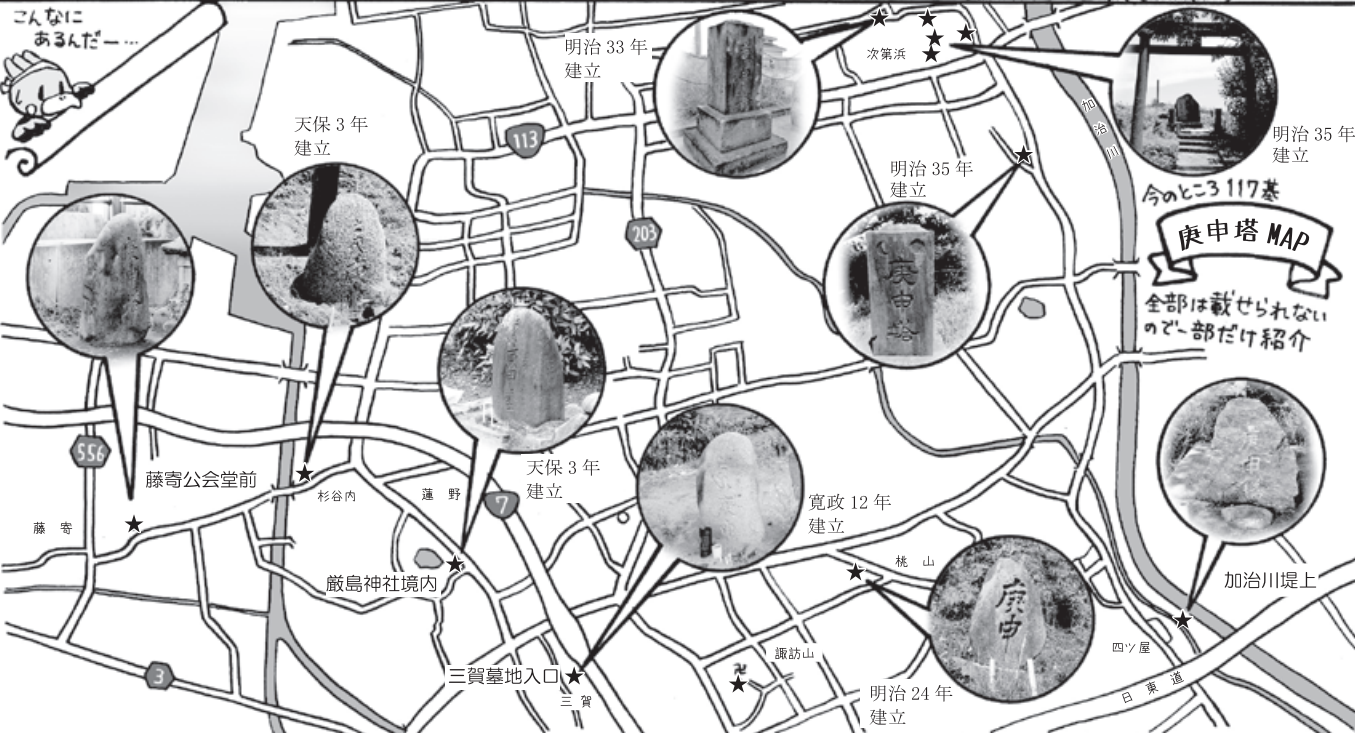 こんなに
あるんだー…
明治33年
建立
次第浜
加治川
明治35年
建立
今のところ117基
庚申塔MAP
全部は載せられない
ので一部だけ紹介
天保3年
建立
113
203
明治35年
建立
庚申塔
天保3年
建立
556
藤寄公会堂前
藤寄
杉谷内
蓮野
7
寛政12年
建立
厳島神社境内
桃山
庚申
加治川堤上
三賀墓地入口
三賀
卍
諏訪山
四ツ屋
日東道
明治24年
建立
3